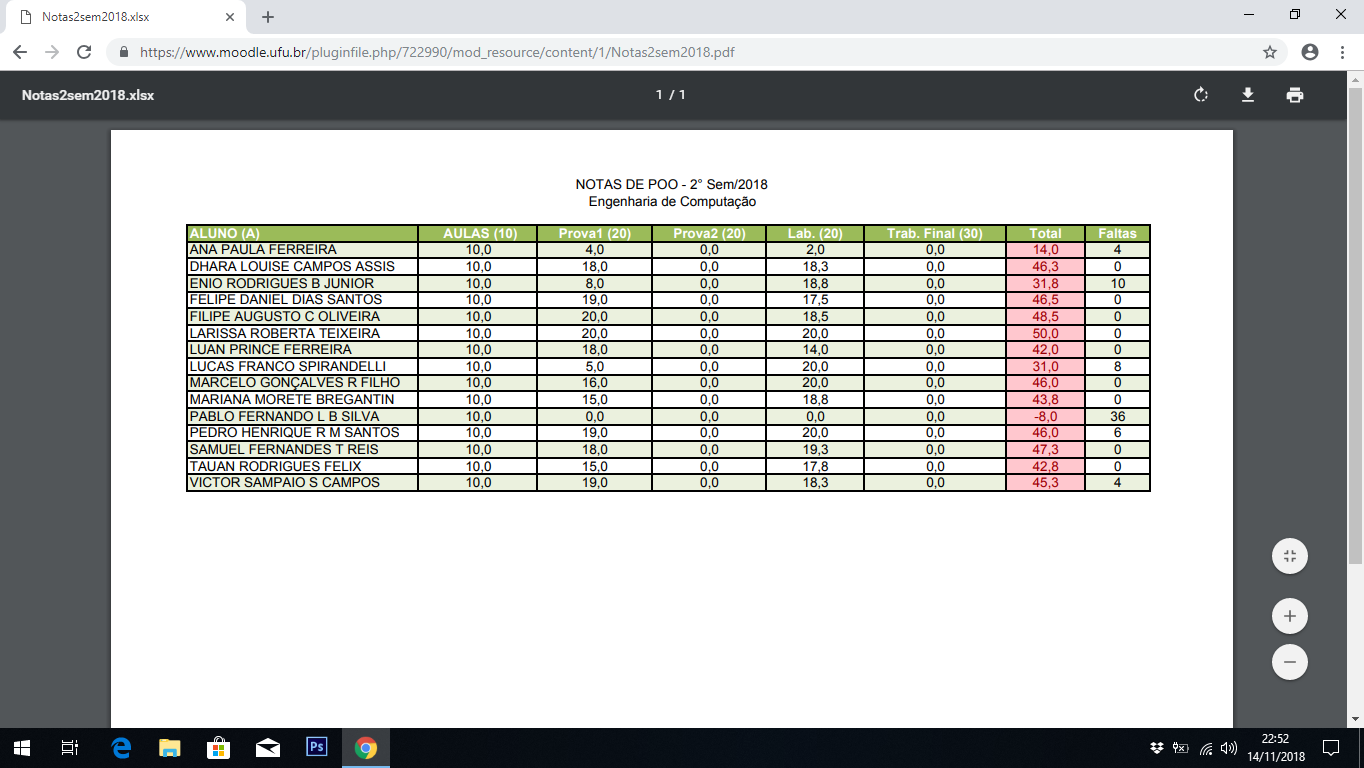 Notas2sem2018.xlsx
https://www.moodle.ufu.br/pluginfile.php/722990/mod_resource/content/1/Notas2sem2018.pdf
Notas2sem2018.xlsx 1 / 1
NOTAS DE POO - 2° Sem/2018
Engenharia de Computação
ALUNO (A) AULAS (10) Prova1 (20) Prova2 (20) Lab. (20) Trab. Final (30) Total Faltas
ANA PAULA FERREIRA 10,0 4,0 0,0 2,0 0,0 14,0 4
DHARA LOUISE CAMPOS ASSIS 10,0 18,0 0,0 18,3 0,0 46,3 0
ENIO RODRIGUES B JUNIOR 10,0 8,0 0,0 18,8 0,0 31,8 10
FELIPE DANIEL DIAS SANTOS 10,0 19,0 0,0 17,5 0,0 46,5 0
FILIPE AUGUSTO C OLIVEIRA 10,0 20,0 0,0 18,5 0,0 48,5 0
LARISSA ROBERTA TEIXEIRA 10,0 20,0 0,0 20,0 0,0 50,0 0
LUAN PRINCE FERREIRA 10,0 18,0 0,0 14,0 0,0 42,0 0
LUCAS FRANCO SPIRANDELLI 10,0 5,0 0,0 20,0 0,0 31,0 8
MARCELO GONÇALVES R FILHO 10,0 16,0 0,0 20,0 0,0 46,0 0
MARIANA MORETE BREGANTIN 10,0 15,0 0,0 18,8 0,0 43,8 0
PABLO FERNANDO L B SILVA 10,0 0,0 0,0 0,0 0,0 -8,0 36
PEDRO HENRIQUE R M SANTOS 10,0 19,0 0,0 20,0 0,0 46,0 6
SAMUEL FERNANDES T REIS 10,0 18,0 0,0 19,3 0,0 47,3 0
TAUAN RODRIGUES FELIX 10,0 15,0 0,0 17,8 0,0 42,8 0
VICTOR SAMPAIO S CAMPOS 10,0 19,0 0,0 18,3 0,0 45,3 4
Ps
22:52
14/11/2018